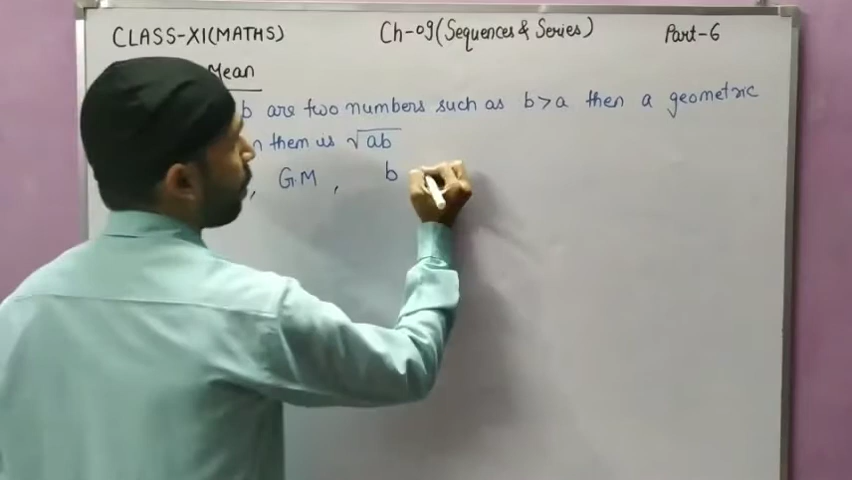 CLASS-XI(MATHS) Ch-09(Sequences & Series) Part-6
Mean
b are two numbers such as b>a then a geometric
them is √ab
, G.M , b